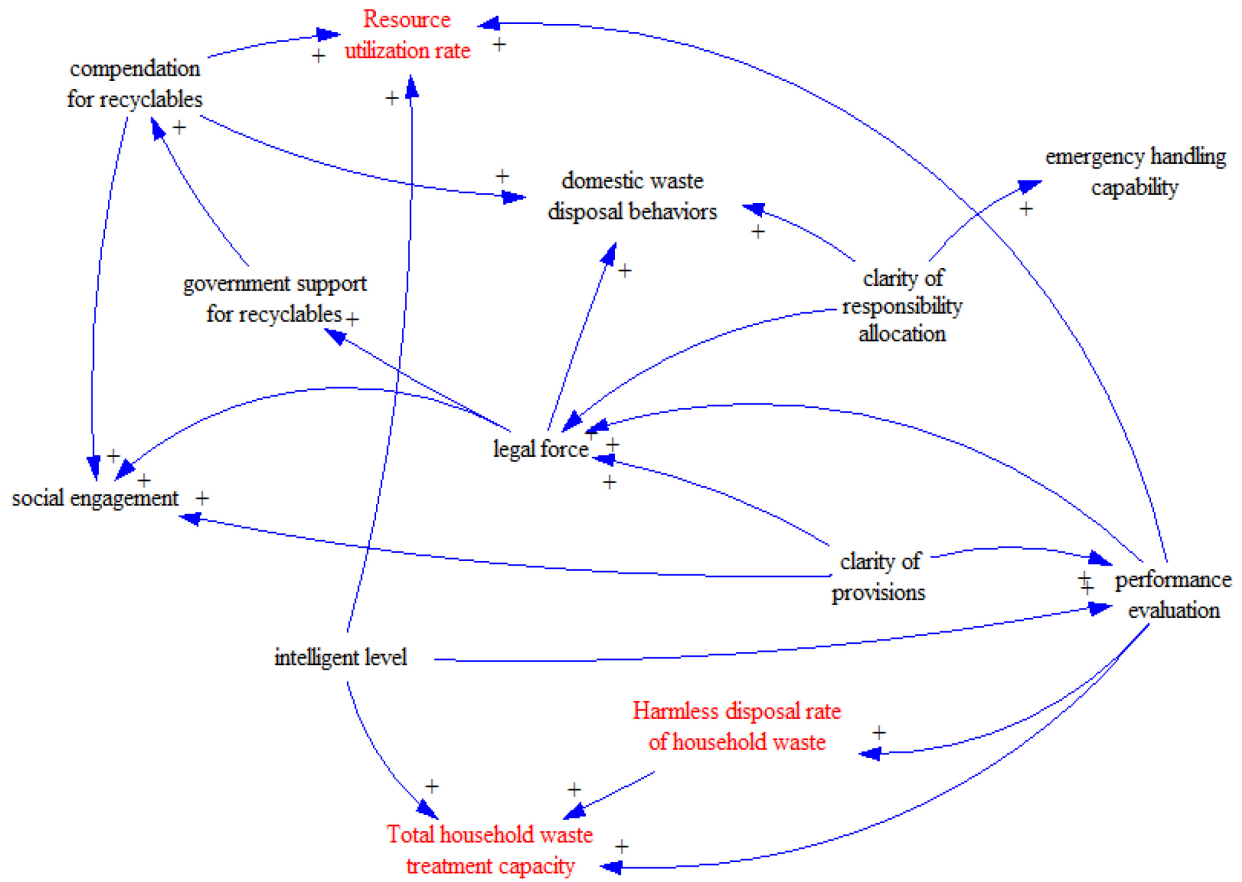 Resource
utilization rate
+
+
+
compendation
for recyclables
+
emergency handling
capability
+
+
domestic waste
disposal behaviors
+
+
clarity of
responsibility
allocation
government support
for recyclables
+
legal force
+
+
+
+
+
social engagement
+
clarity of
provisions
+
+
performance
evaluation
intelligent level
Harmless disposal rate
of household waste
+
+
+
Total household waste
treatment capacity
+